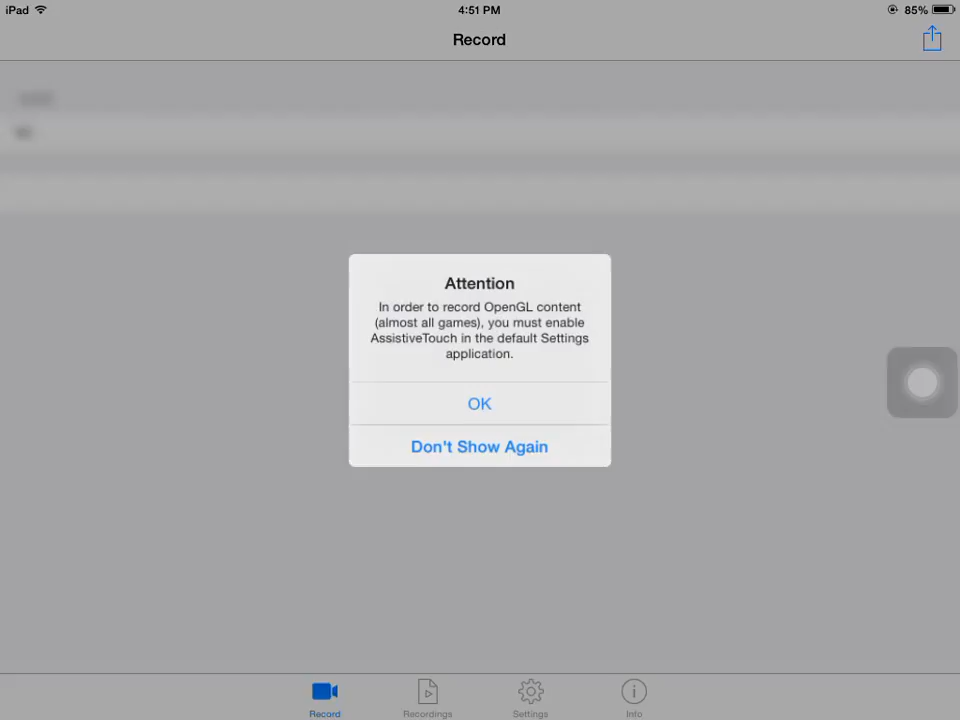 iPad
4:51 PM
85%
Record
Attention
In order to record OpenGL content
(almost all games), you must enable
AssistiveTouch in the default Settings
application.
OK
Don't Show Again
Record
Recordings
Settings
Info